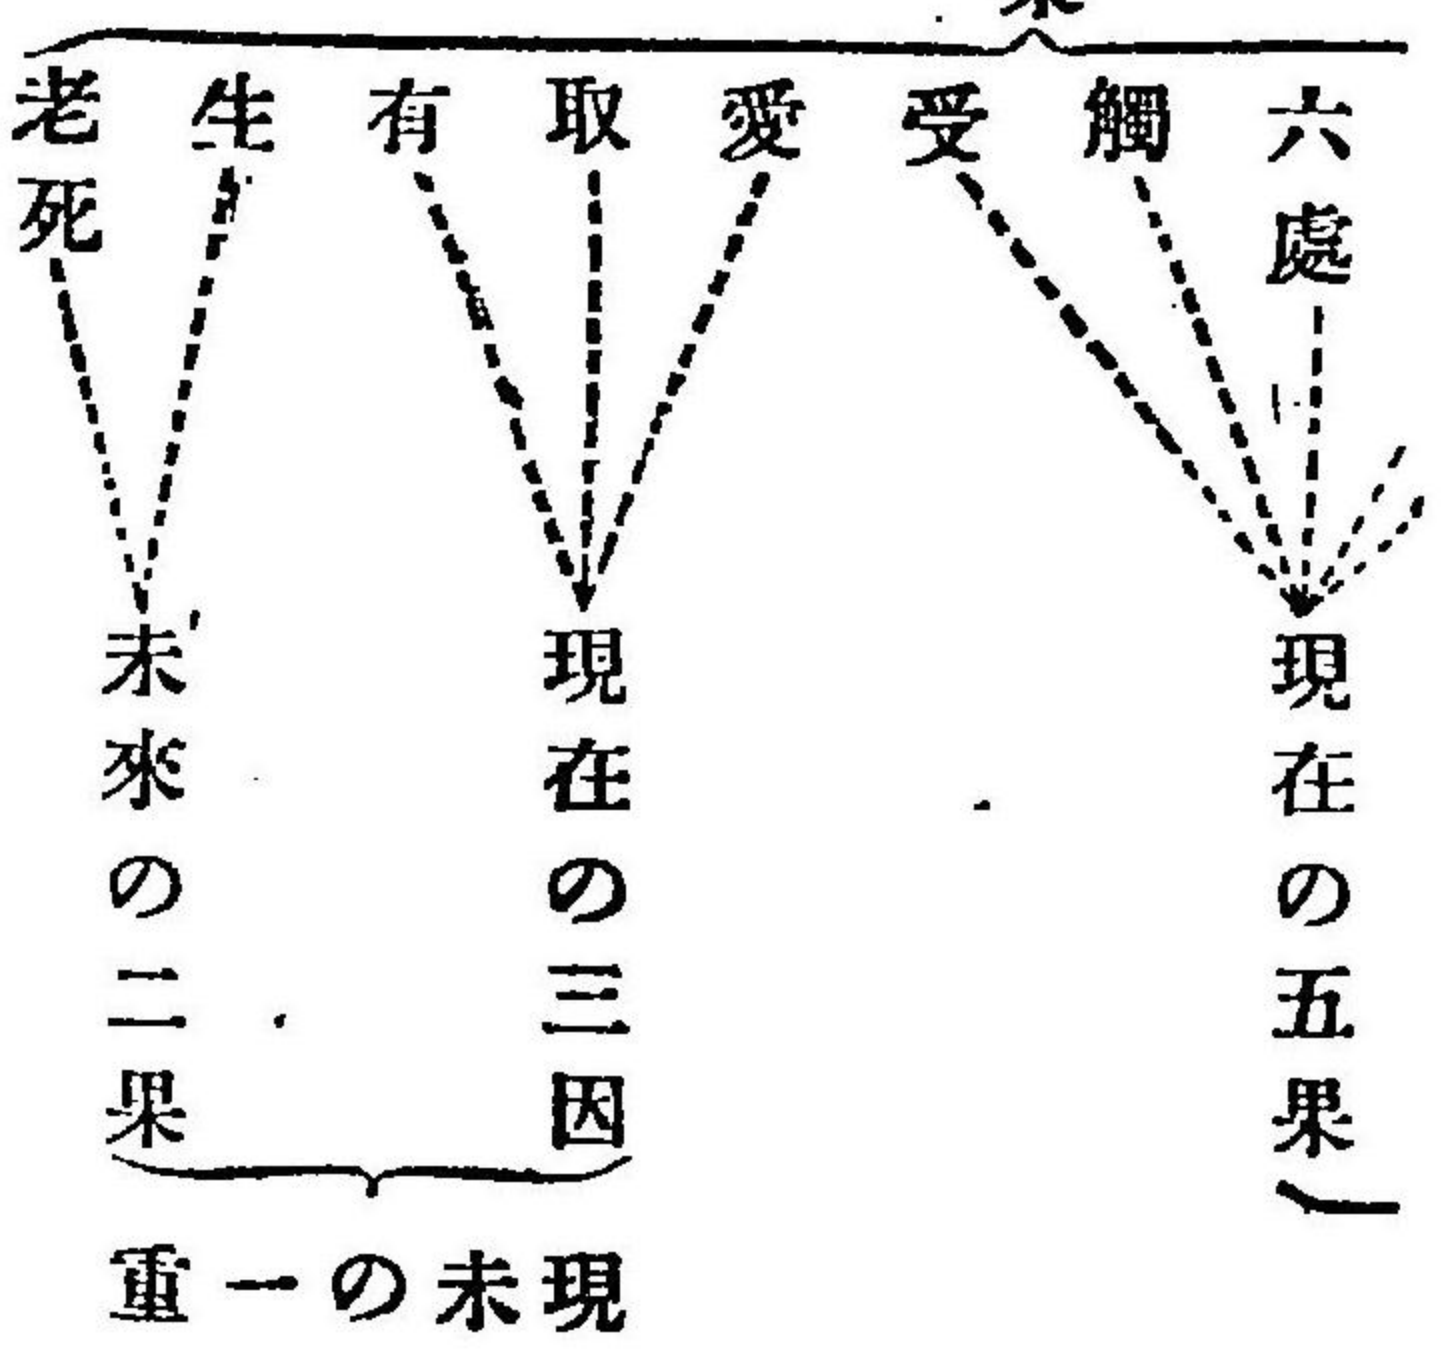 六處
觸
受
愛
取
有
生
老死
現在の五果
現在の三因
未來の二果
現未の一重